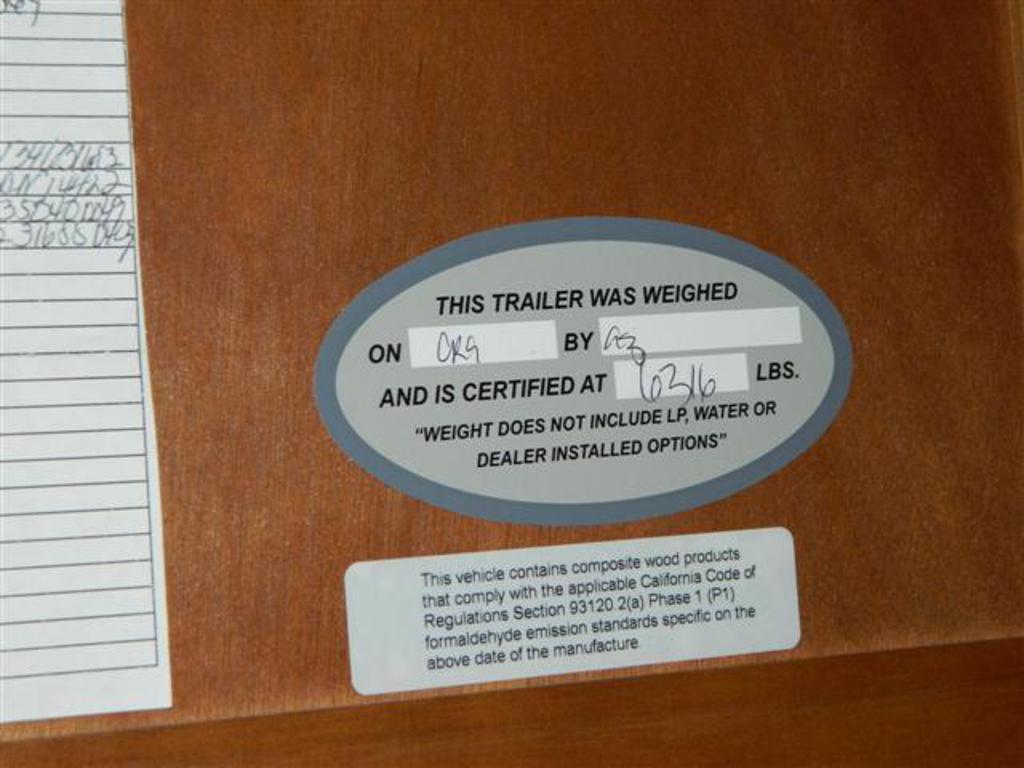 THIS TRAILER WAS WEIGHED
ON BY
AND IS CERTIFIED AT 6316 LBS.
"WEIGHT DOES NOT INCLUDE LP, WATER OR
DEALER INSTALLED OPTIONS"
This vehicle contains composite wood products
that comply with the applicable California Code of
Regulations Section 93120.2(a) Phase 1 (P1)
formaldehyde emission standards specific on the
above date of the manufacture